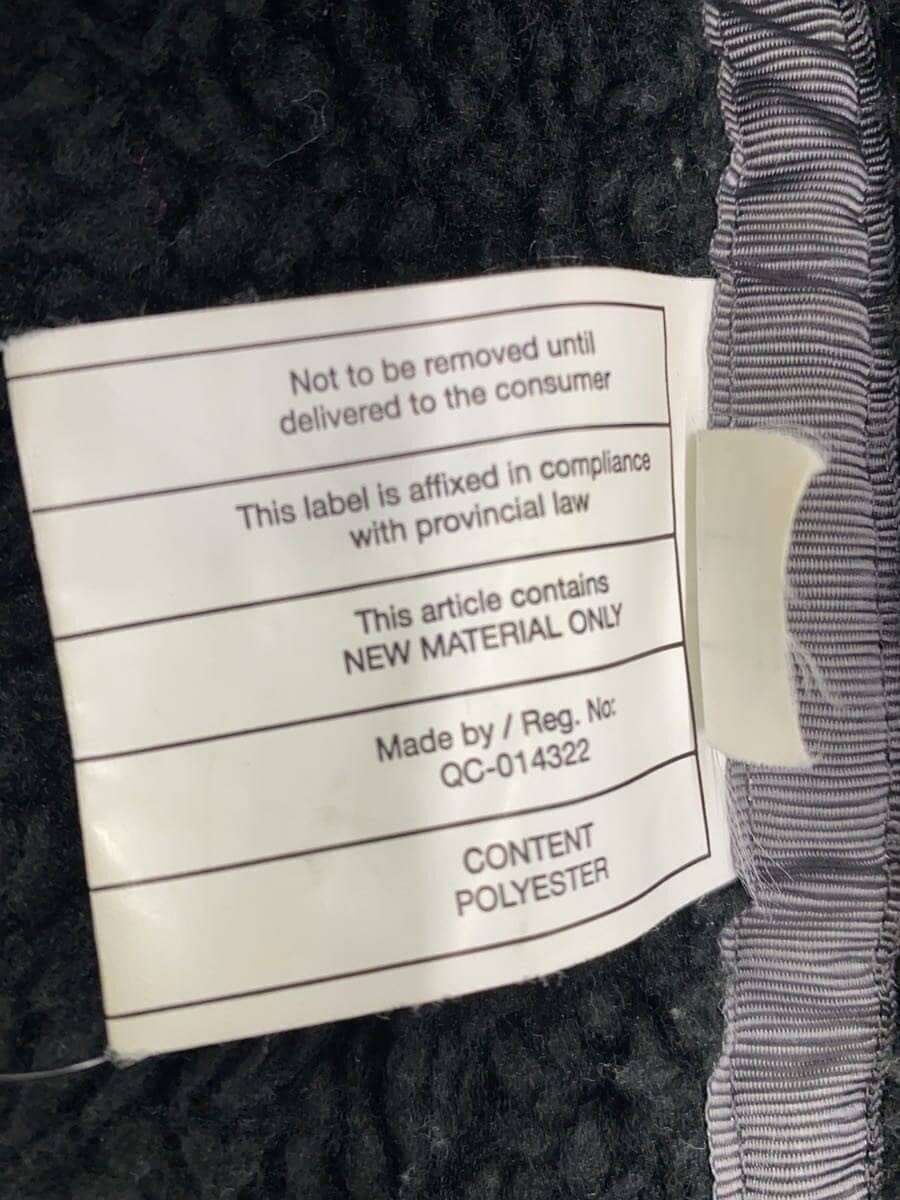 Not to be removed until
delivered to the consumer
This label is affixed in compliance
with provincial law
This article contains
NEW MATERIAL ONLY
Made by / Reg. No:
QC-014322
CONTENT
POLYESTER